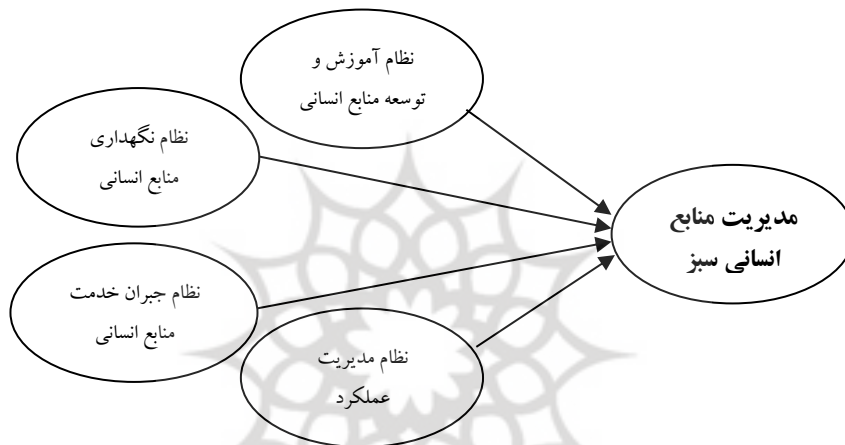 نظام آموزش و
توسعه منابع انسانی
نظام نگهداری
منابع انسانی
مدیریت منابع
انسانی سبز
نظام جبران خدمت
منابع انسانی
نظام مدیریت
عملکرد